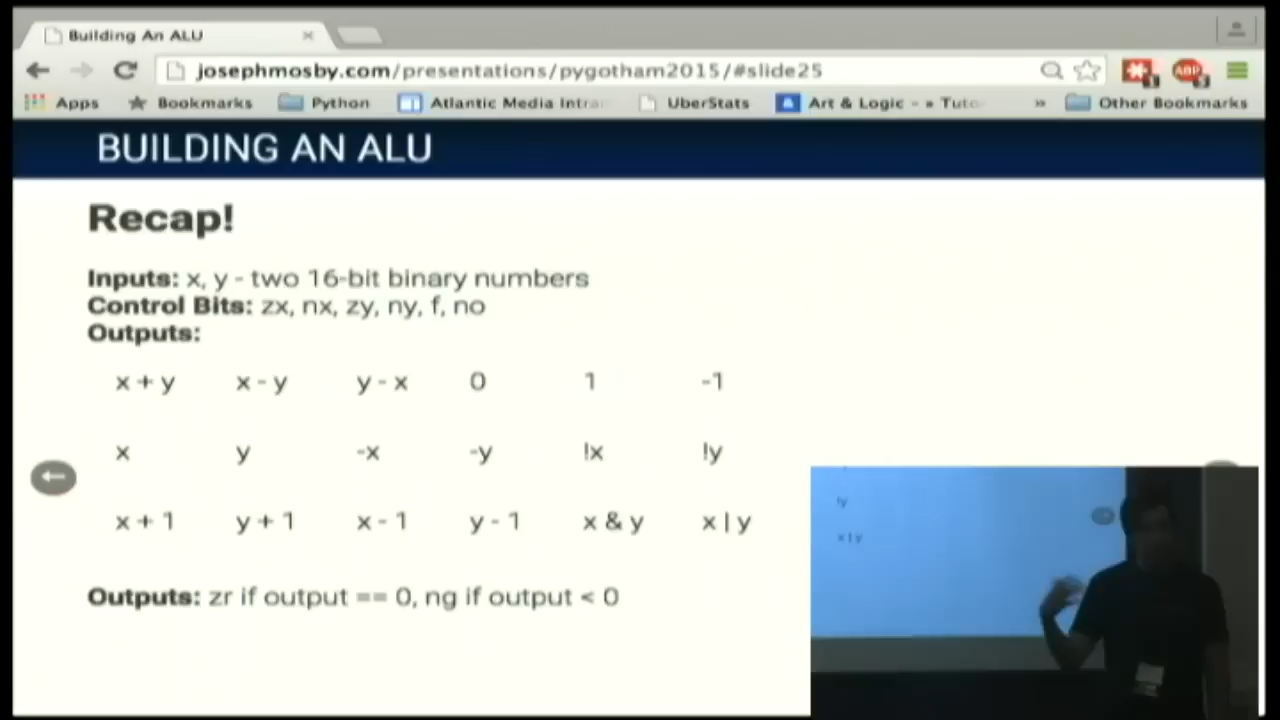 Building An ALU
josephmosby.com/presentations/pygotham2015/#slide25
ABP
Apps Bookmarks Python Atlantic Media Intra UberStats Art & Logic - » Tuto » Other Bookmarks
BUILDING AN ALU
Recap!
Inputs: x, y - two 16-bit binary numbers
Control Bits: zx, nx, zy, ny, f, no
Outputs:
x + y x - y y - x 0 1 -1
x y -x -y !x !y
x + 1 y + 1 x - 1 y - 1 x & y x | y
Outputs: zr if output == 0, ng if output < 0
!y
x | y